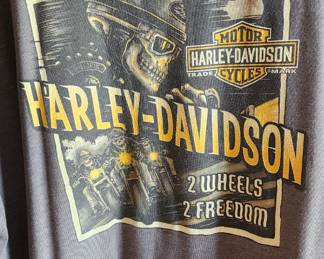 MOTOR
HARLEY-DAVIDSON
CYCLES
TRADE MARK
HARLEY-DAVIDSON
2 WHEELS
2 FREEDOM